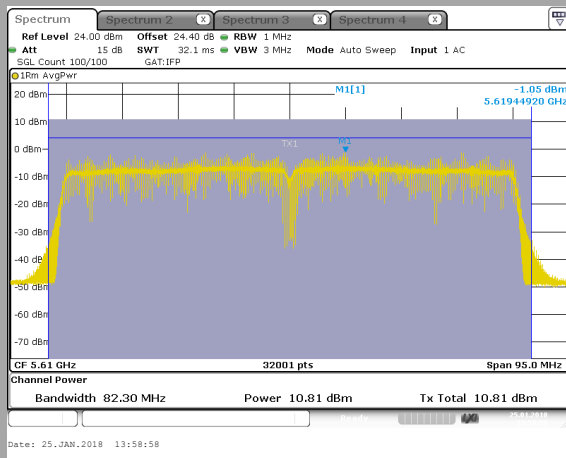 Spectrum Spectrum 2 X Spectrum 3 X Spectrum 4 X
Ref Level 24.00 dBm Offset 24.40 dB RBW 1 MHz
Att 15 dB SWT 32.1 ms VBW 3 MHz Mode Auto Sweep Input 1 AC
SGL Count 100/100 GAT:IFP
1Rm AvgPwr
M1[1] -1.05 dBm
5.61944920 GHz
20 dBm
10 dBm
0 dBm
TX1 M1
-10 dBm
-20 dBm
-30 dBm
-40 dBm
-50 dBm
-60 dBm
-70 dBm
CF 5.61 GHz 32001 pts Span 95.0 MHz
Channel Power
Bandwidth 82.30 MHz Power 10.81 dBm Tx Total 10.81 dBm
Ready 25.01.2018
Date: 25.JAN.2018 13:58:58